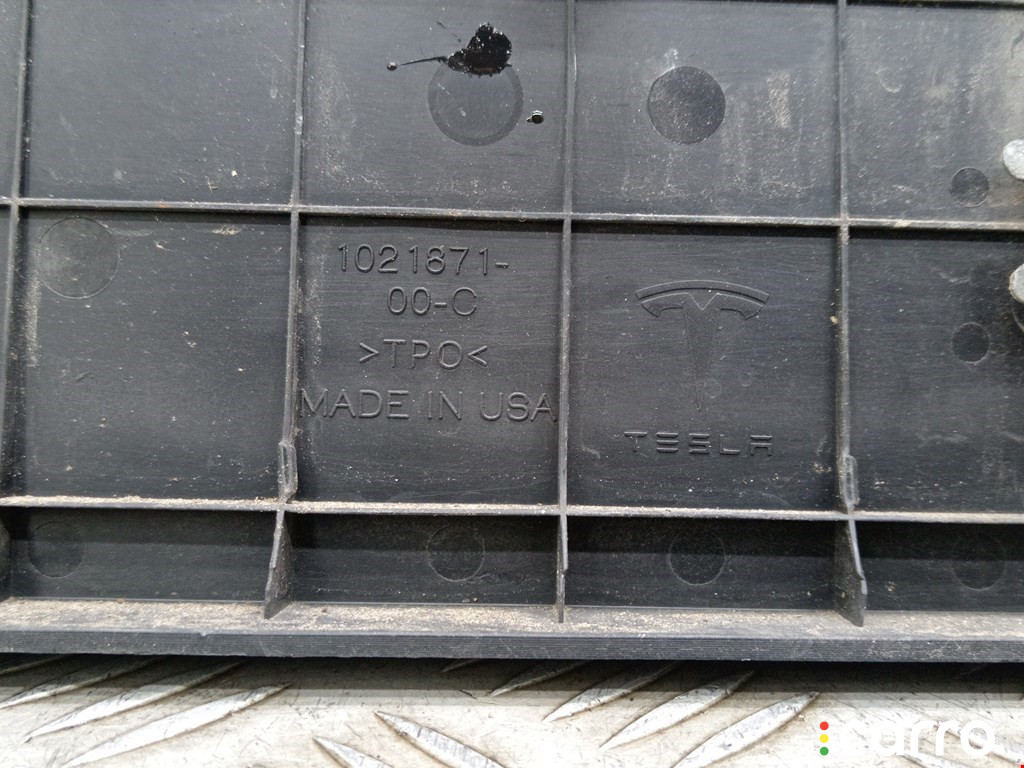 1021871-
00-C
>TPO<
MADE IN USA
TESLA